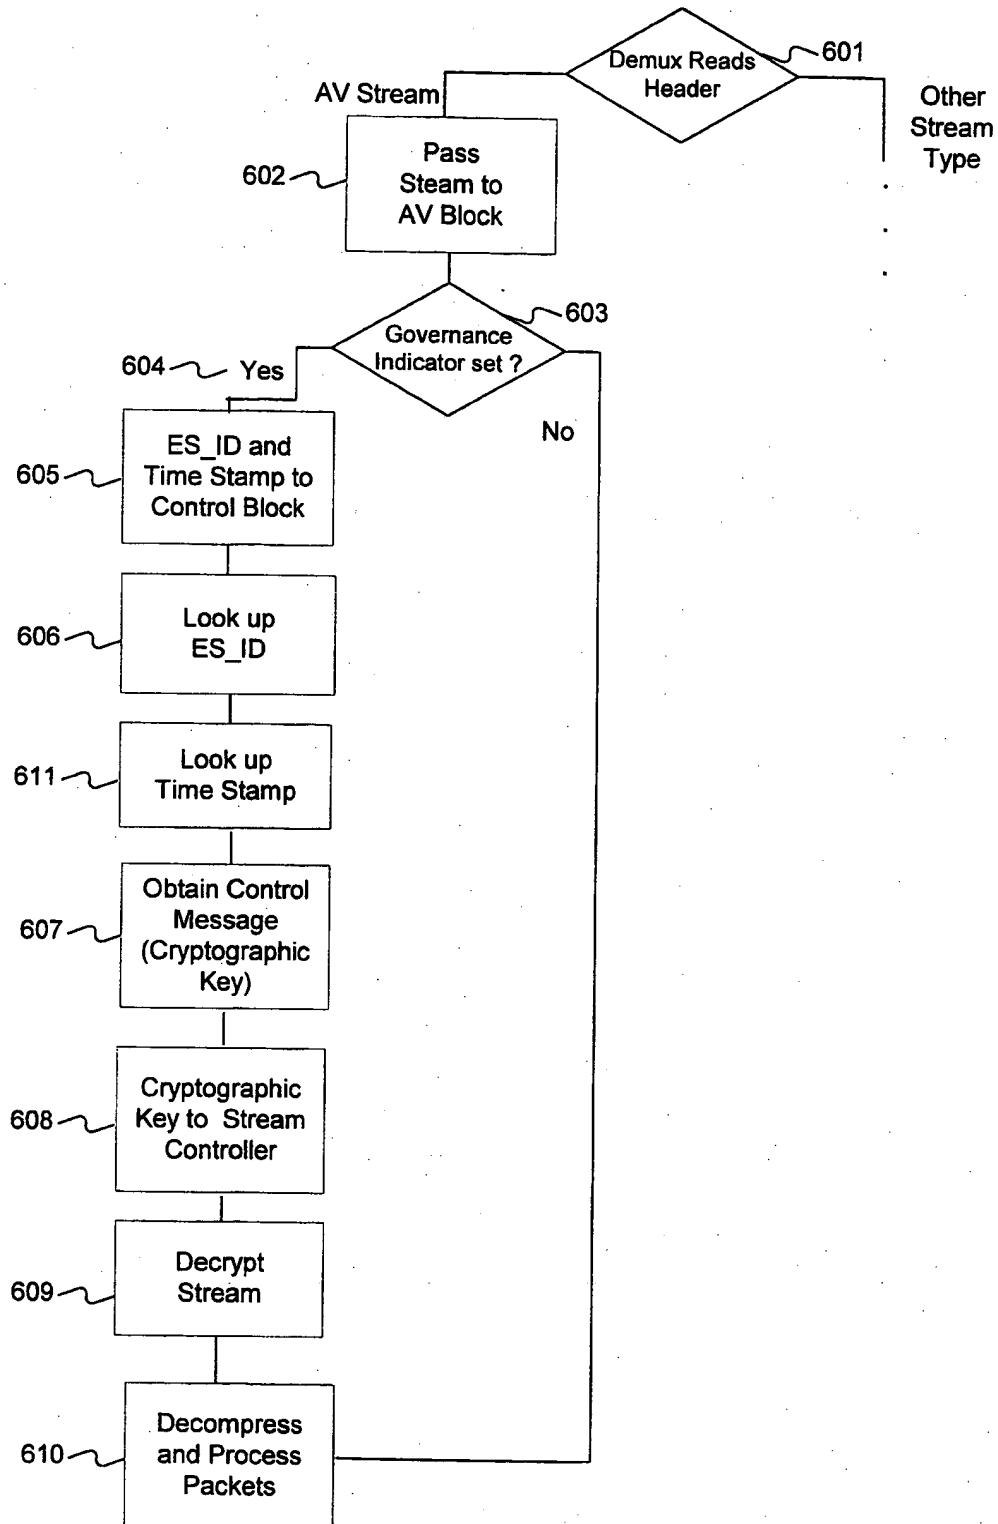 Demux Reads
Header
601
AV Stream
Other
Stream
Type
Pass
Steam to
AV Block
602
603
Governance
Indicator set ?
604
Yes
No
ES_ID and
Time Stamp to
Control Block
605
Look up
ES_ID
606
Look up
Time Stamp
611
Obtain Control
Message
(Cryptographic
Key)
607
Cryptographic
Key to Stream
Controller
608
Decrypt
Stream
609
Decompress
and Process
Packets
610